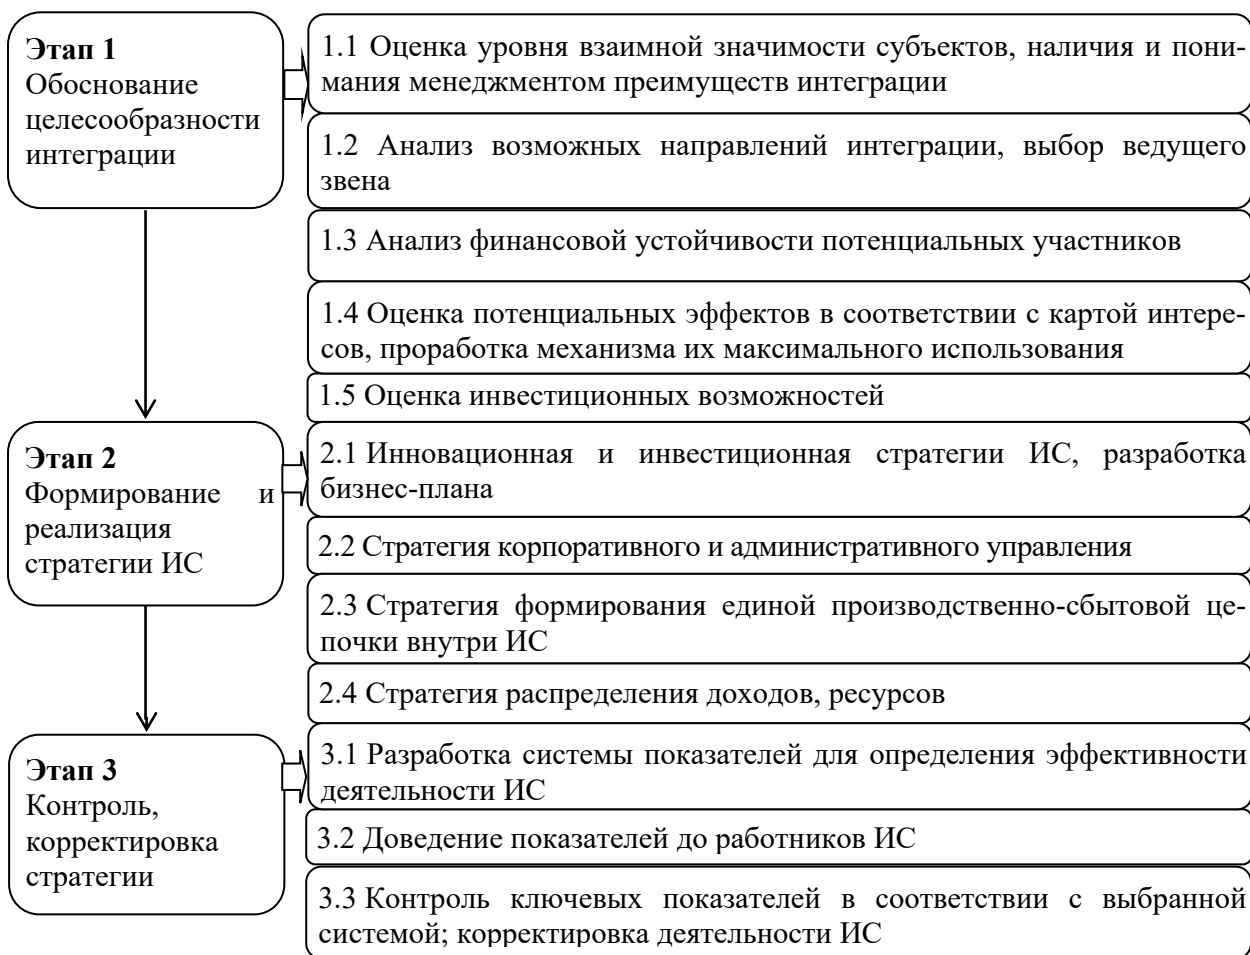 Этап 1
Обоснование
целесообразности
интеграции
1.1 Оценка уровня взаимной значимости субъектов, наличия и пони-
мания менеджментом преимуществ интеграции
1.2 Анализ возможных направлений интеграции, выбор ведущего
звена
1.3 Анализ финансовой устойчивости потенциальных участников
1.4 Оценка потенциальных эффектов в соответствии с картой интере-
сов, проработка механизма их максимального использования
1.5 Оценка инвестиционных возможностей
Этап 2
Формирование и
реализация
стратегии ИС
2.1 Инновационная и инвестиционная стратегии ИС, разработка
бизнес-плана
2.2 Стратегия корпоративного и административного управления
2.3 Стратегия формирования единой производственно-сбытовой це-
почки внутри ИС
2.4 Стратегия распределения доходов, ресурсов
Этап 3
Контроль,
корректировка
стратегии
3.1 Разработка системы показателей для определения эффективности
деятельности ИС
3.2 Доведение показателей до работников ИС
3.3 Контроль ключевых показателей в соответствии с выбранной
системой; корректировка деятельности ИС